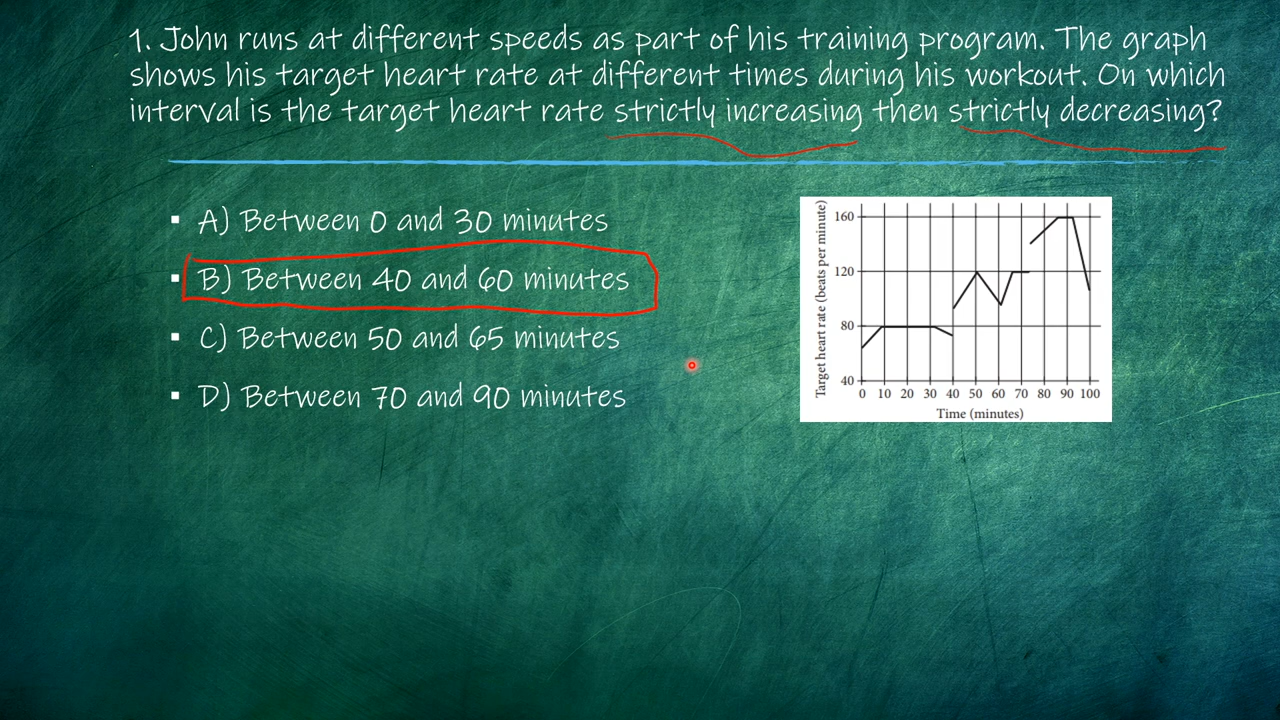 1. John runs at different speeds as part of his training program. The graph
shows his target heart rate at different times during his workout. On which
interval is the target heart rate strictly increasing then strictly decreasing?
▪ A) Between 0 and 30 minutes
▪ B) Between 40 and 60 minutes
▪ C) Between 50 and 65 minutes
▪ D) Between 70 and 90 minutes
Target heart rate (beats per minute)
160
120
80
40
0 10 20 30 40 50 60 70 80 90 100
Time (minutes)